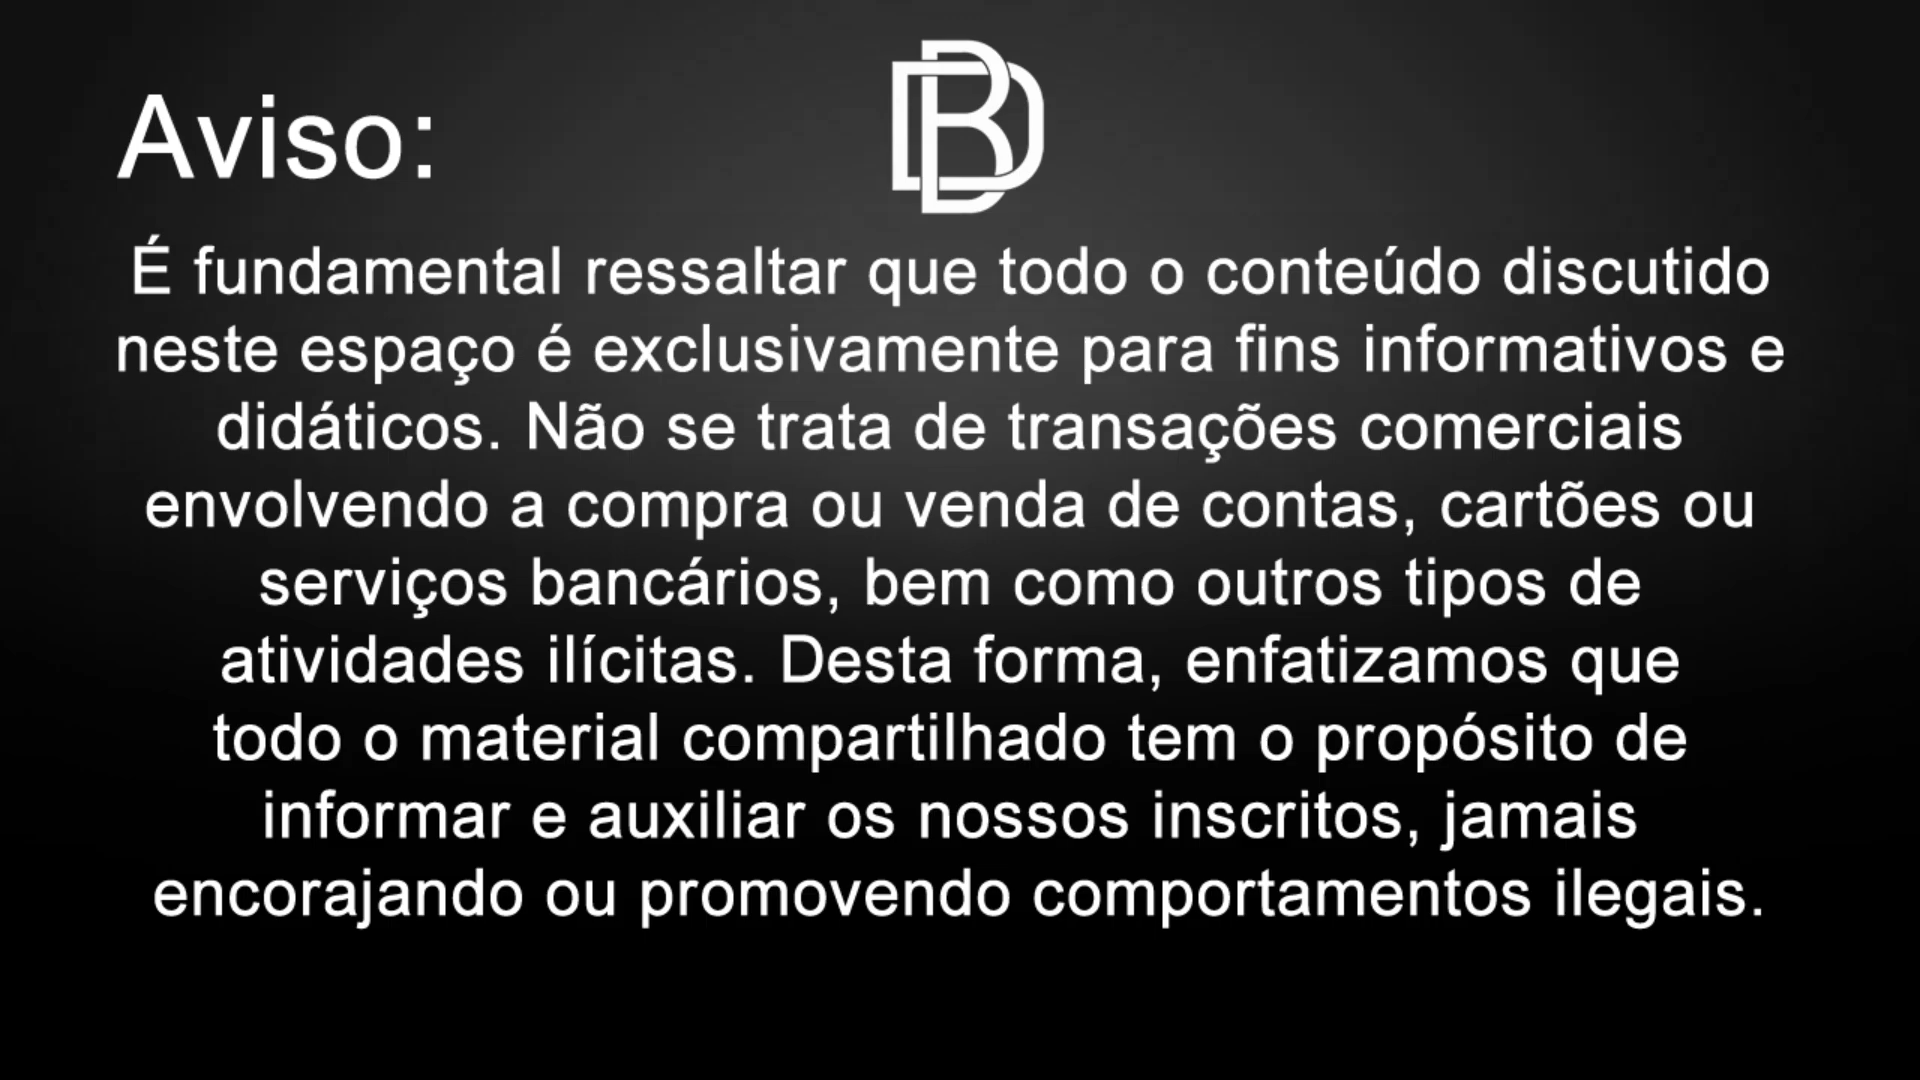 Aviso:
É fundamental ressaltar que todo o conteúdo discutido
neste espaço é exclusivamente para fins informativos e
didáticos. Não se trata de transações comerciais
envolvendo a compra ou venda de contas, cartões ou
serviços bancários, bem como outros tipos de
atividades ilícitas. Desta forma, enfatizamos que
todo o material compartilhado tem o propósito de
informar e auxiliar os nossos inscritos, jamais
encorajando ou promovendo comportamentos ilegais.